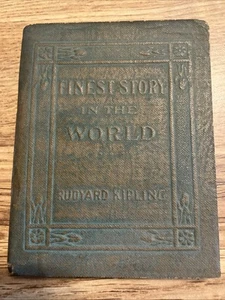 FINEST STORY
IN THE
WORLD
RUDYARD KIPLING